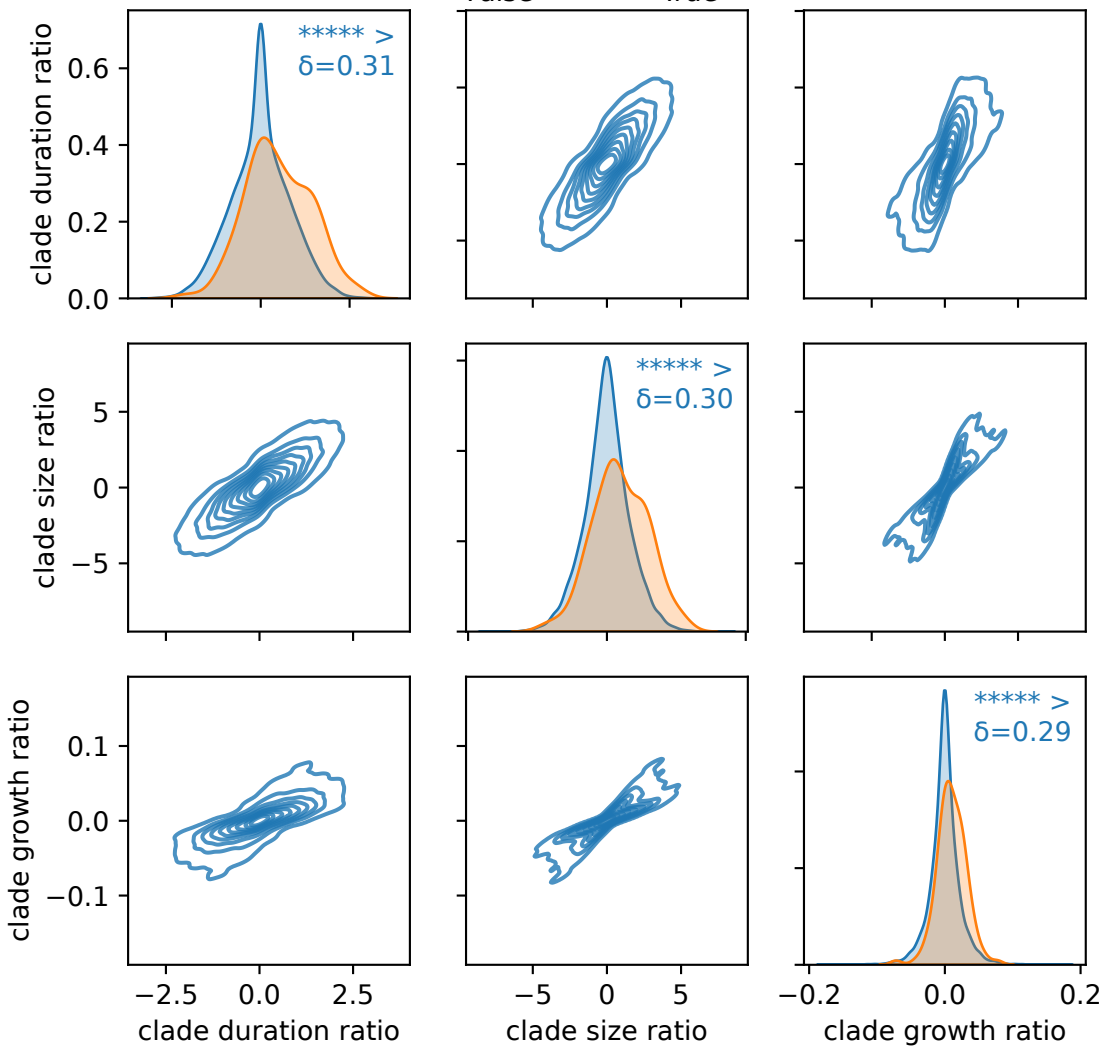 ***** >
δ=0.31
clade duration ratio
0.6
0.4
0.2
0.0
***** >
δ=0.30
clade size ratio
5
0
−5
***** >
δ=0.29
clade growth ratio
0.1
0.0
−0.1
−2.5 0.0 2.5
−5 0 5
−0.2 0.0 0.2
clade duration ratio
clade size ratio
clade growth ratio